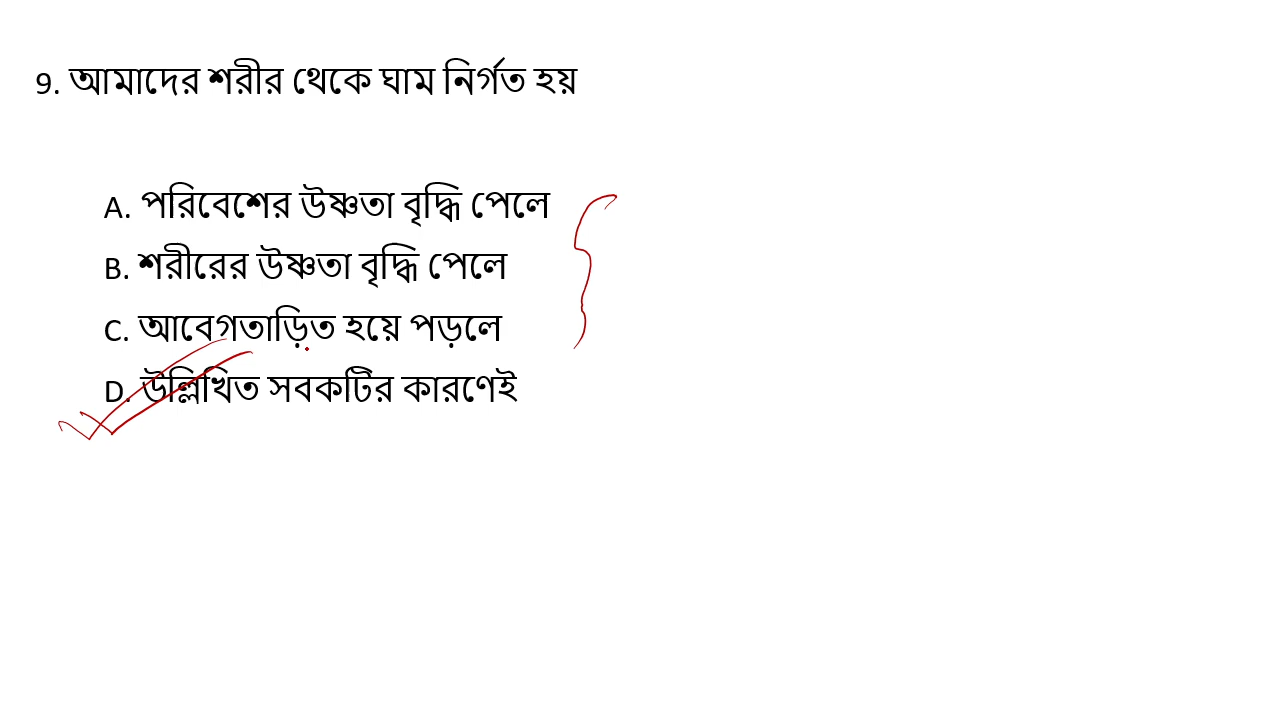 9. আমাদের শরীর থেকে ঘাম নির্গত হয়
A. পরিবেশের উষ্ণতা বৃদ্ধি পেলে
B. শরীরের উষ্ণতা বৃদ্ধি পেলে
C. আবেগতাড়িত হয়ে পড়লে
D. উল্লিখিত সবকটির কারণেই